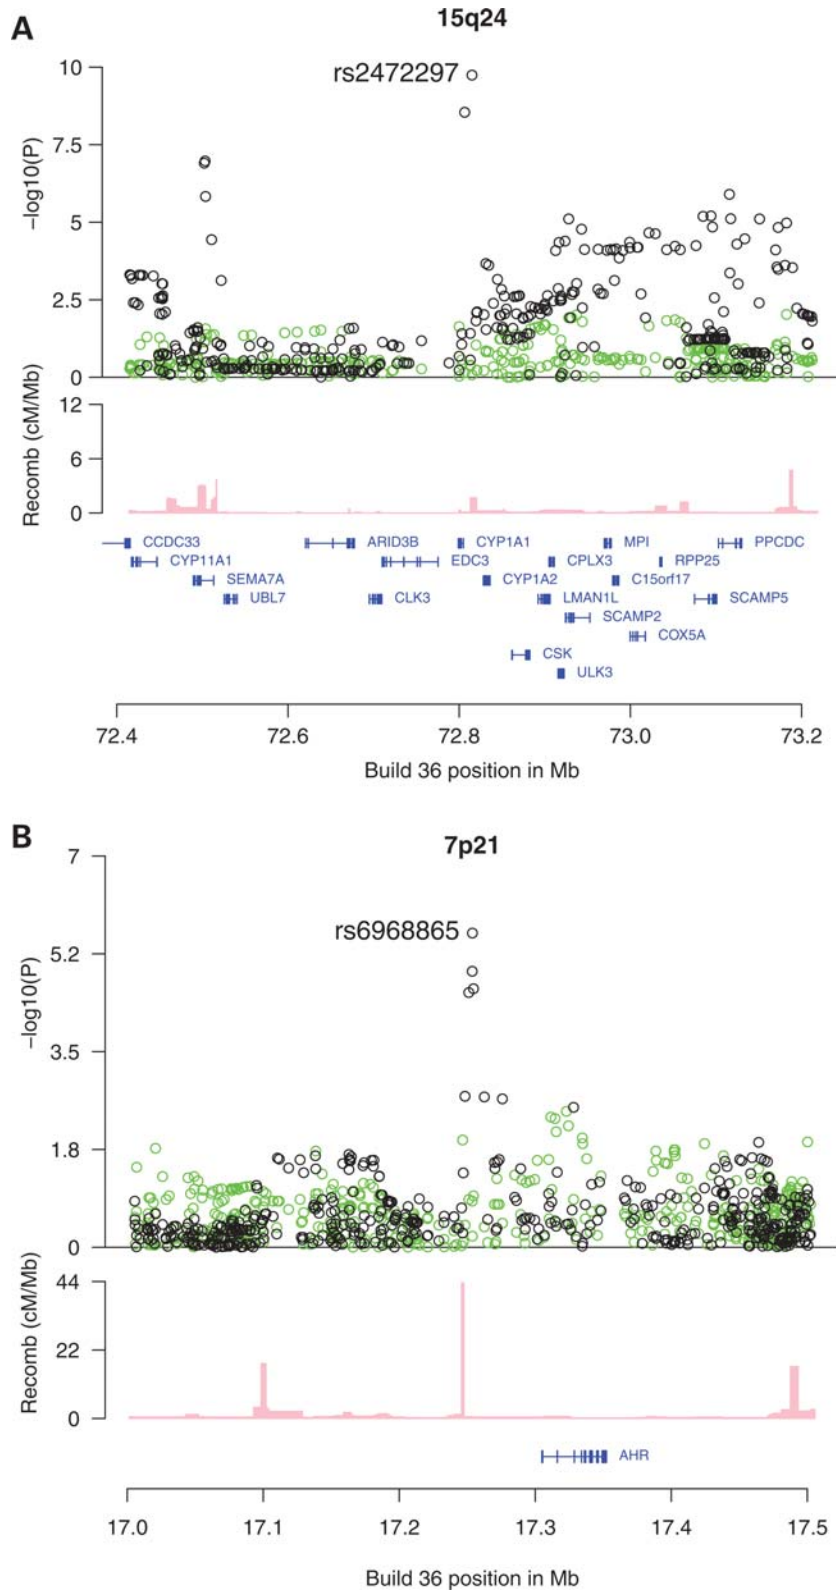 A
15q24
rs2472297
10
7.5
5
2.5
0
−log10(P)
12
6
0
Recomb (cM/Mb)
CCDC33 ARID3B CYP1A1 MPI PPCDC
CYP11A1 EDC3 CPLX3 RPP25
SEMA7A CYP1A2 C15orf17
UBL7 CLK3 LMAN1L SCAMP5
SCAMP2
COX5A
CSK
ULK3
72.4 72.6 72.8 73.0 73.2
Build 36 position in Mb
B
7p21
rs6968865
7
5.2
3.5
1.8
0
−log10(P)
44
22
0
Recomb (cM/Mb)
AHR
17.0 17.1 17.2 17.3 17.4 17.5
Build 36 position in Mb